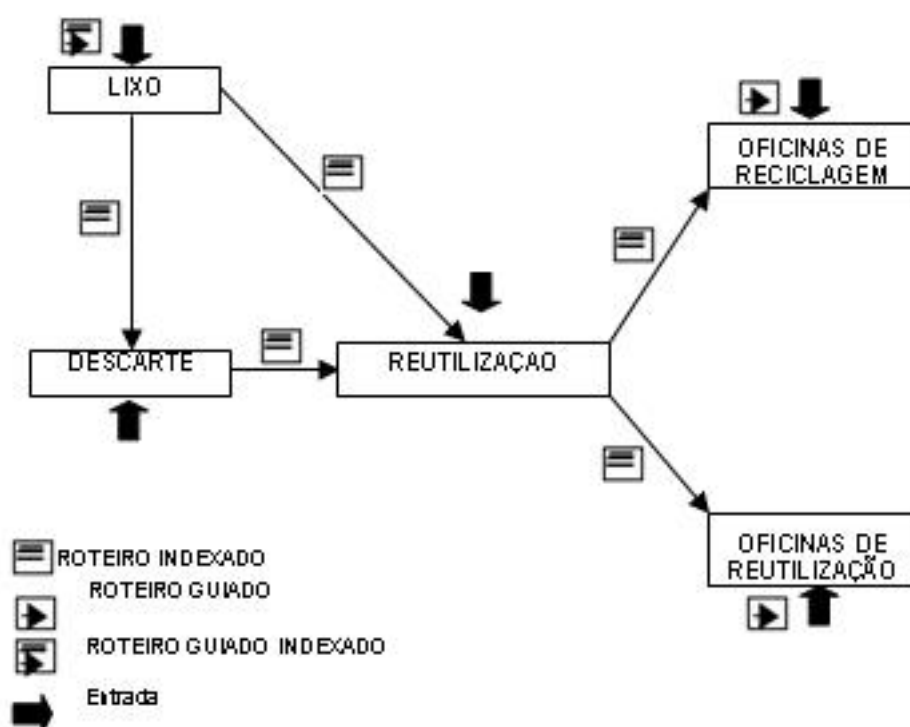 LIXO
OFICINAS DE
RECICLAGEM
DESCARTE
REUTILIZAÇAO
OFICINAS DE
REUTILIZAÇÃO
ROTEIRO INDEXADO
ROTEIRO GUIADO
ROTEIRO GUIADO INDEXADO
Entrada